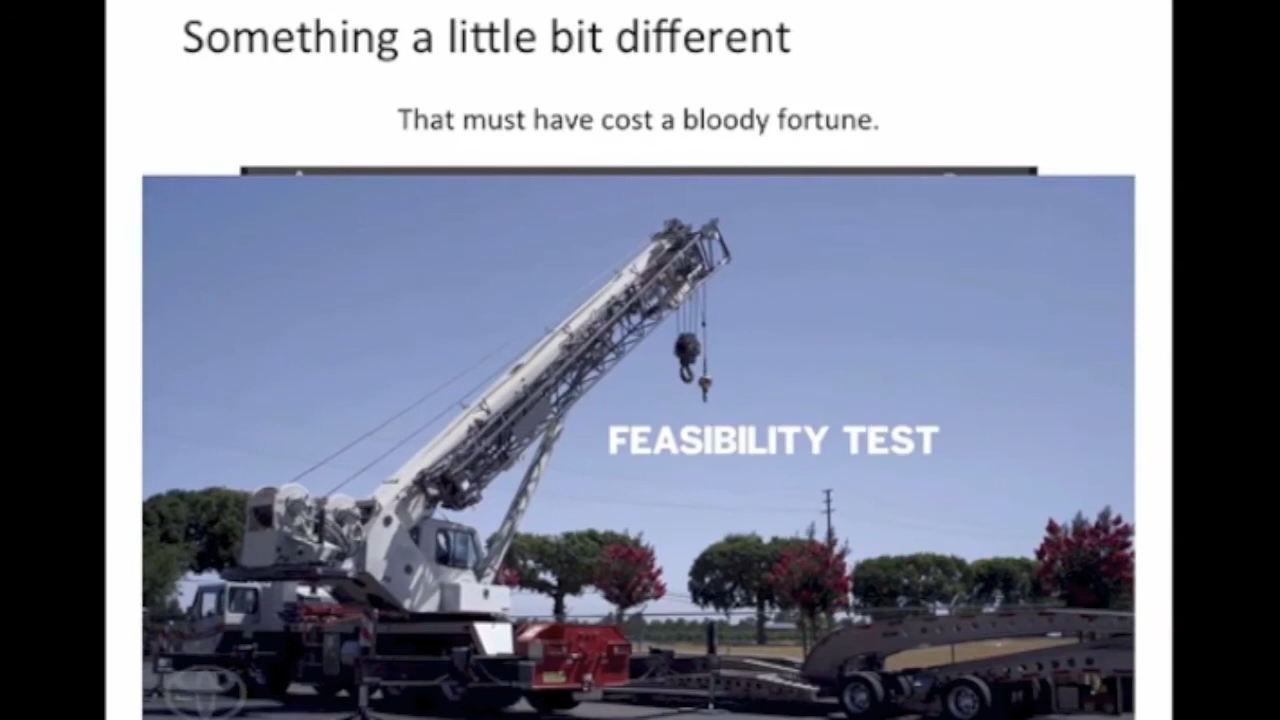 Something a little bit different
That must have cost a bloody fortune.
FEASIBILITY TEST